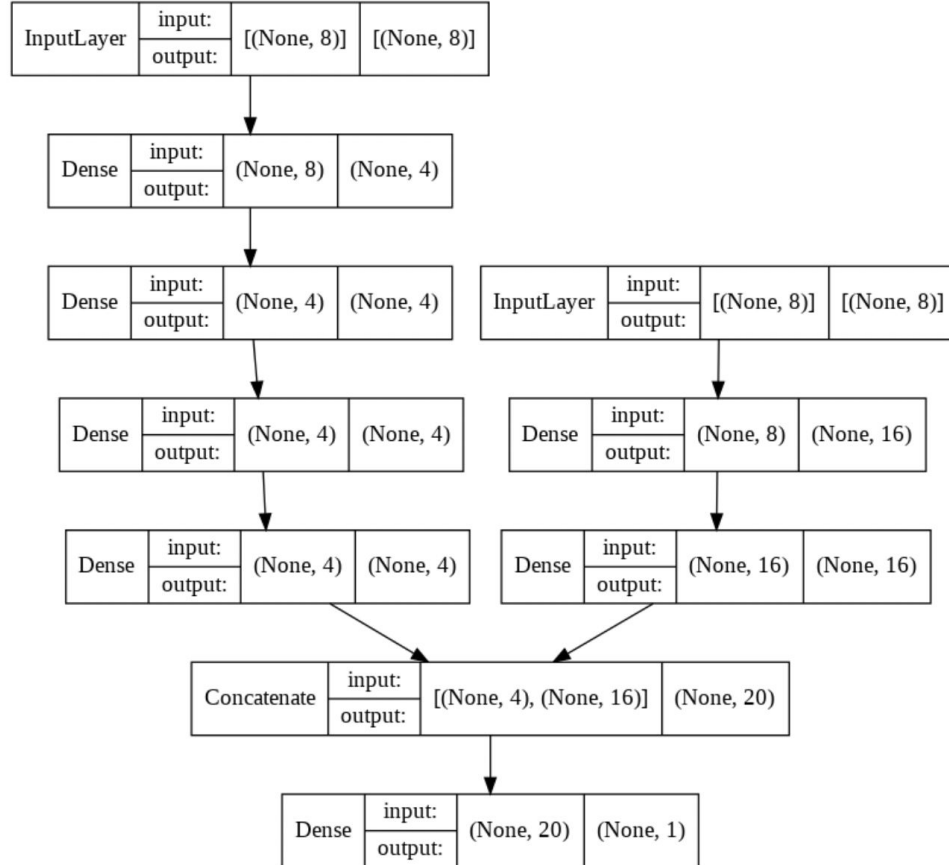 InputLayer input: output: [(None, 8)] [(None, 8)]
Dense input: output: (None, 8) (None, 4)
Dense input: output: (None, 4) (None, 4)
InputLayer input: output: [(None, 8)] [(None, 8)]
Dense input: output: (None, 4) (None, 4)
Dense input: output: (None, 8) (None, 16)
Dense input: output: (None, 4) (None, 4)
Dense input: output: (None, 16) (None, 16)
Concatenate input: output: [(None, 4), (None, 16)] (None, 20)
Dense input: output: (None, 20) (None, 1)